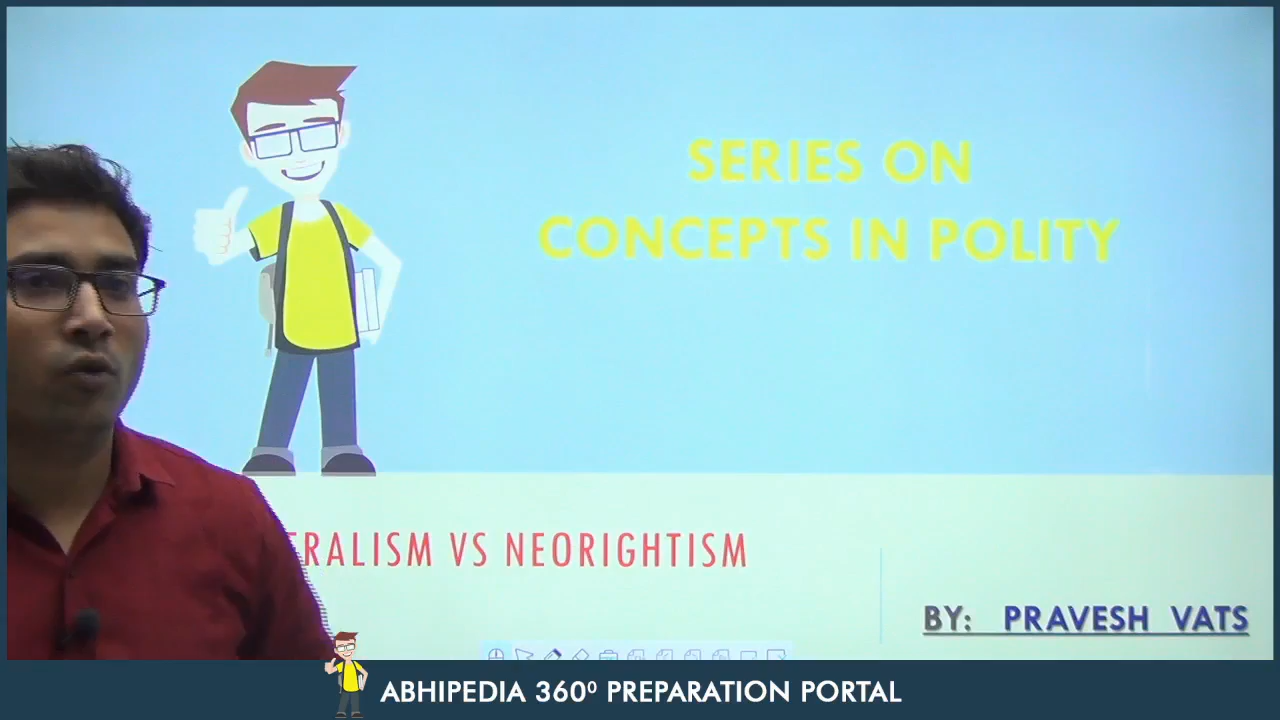 SERIES ON
CONCEPTS IN POLITY
ERALISM VS NEORIGHTISM
BY: PRAVESH VATS
ABHIPEDIA 360⁰ PREPARATION PORTAL